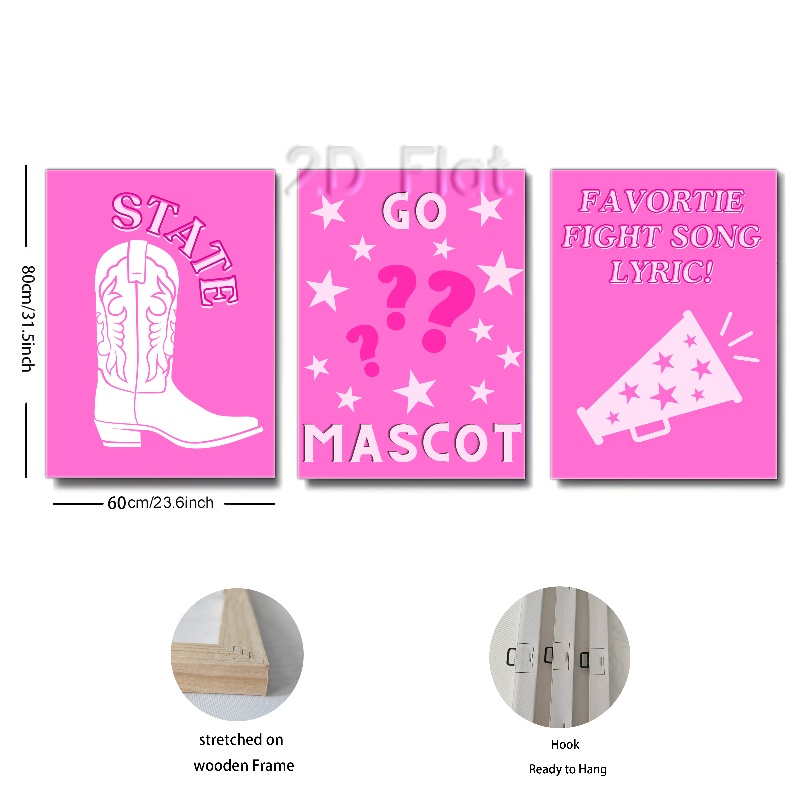 2D Flat
STATE
GO
MASCOT
FAVORTIE
FIGHT SONG
LYRIC!
80cm/31.5inch
60cm/23.6inch
stretched on
wooden Frame
Hook
Ready to Hang